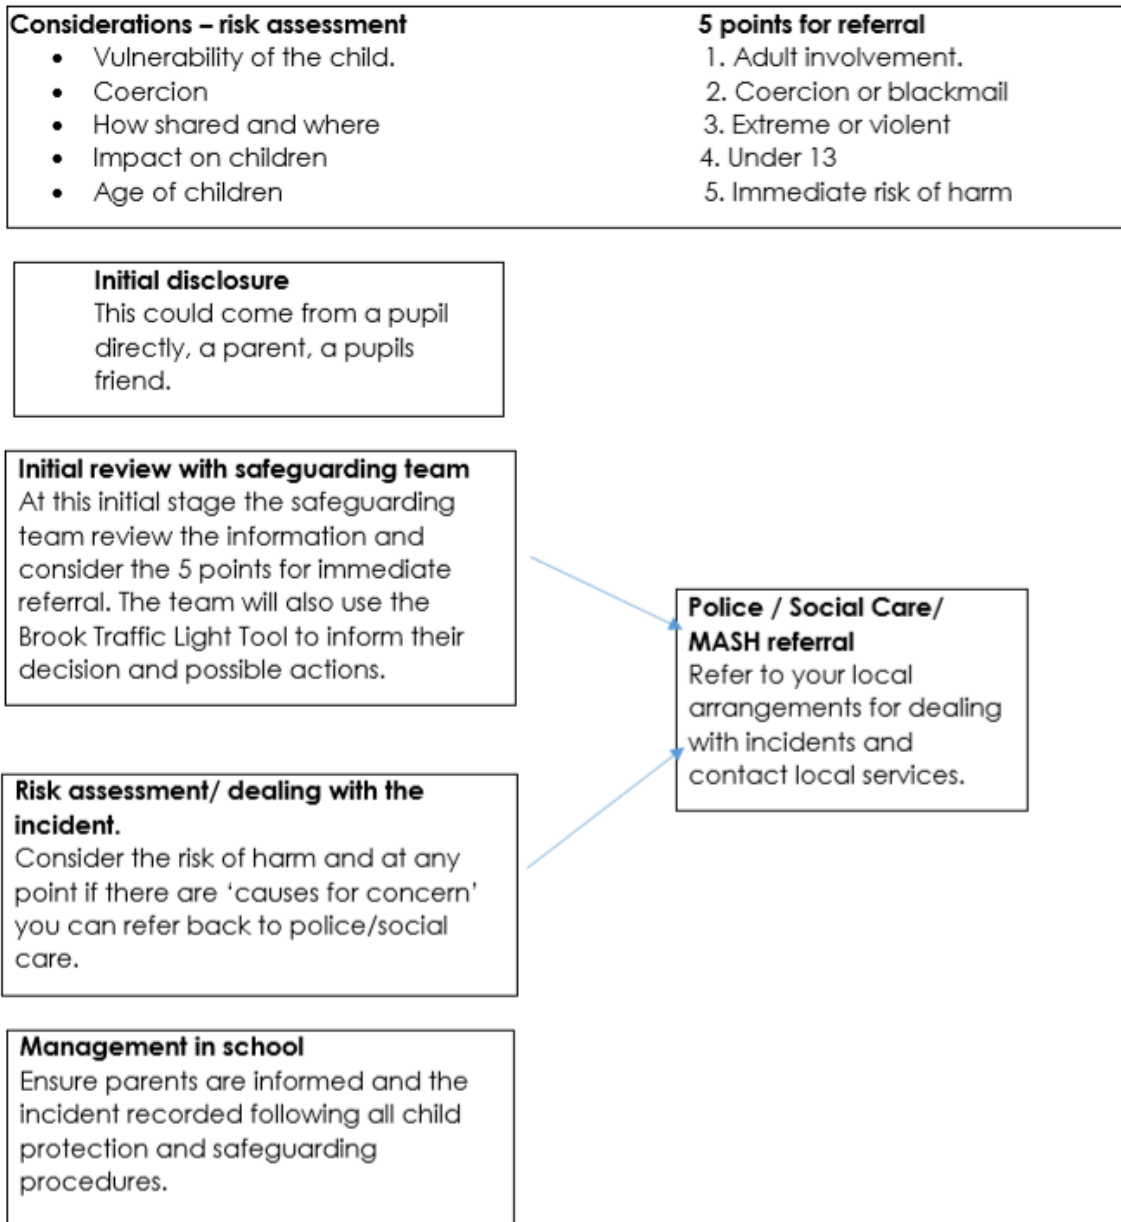 Considerations – risk assessment
• Vulnerability of the child.
• Coercion
• How shared and where
• Impact on children
• Age of children
5 points for referral
1. Adult involvement.
2. Coercion or blackmail
3. Extreme or violent
4. Under 13
5. Immediate risk of harm
Initial disclosure
This could come from a pupil
directly, a parent, a pupils
friend.
Initial review with safeguarding team
At this initial stage the safeguarding
team review the information and
consider the 5 points for immediate
referral. The team will also use the
Brook Traffic Light Tool to inform their
decision and possible actions.
Police / Social Care/
MASH referral
Refer to your local
arrangements for dealing
with incidents and
contact local services.
Risk assessment/ dealing with the
incident.
Consider the risk of harm and at any
point if there are ‘causes for concern’
you can refer back to police/social
care.
Management in school
Ensure parents are informed and the
incident recorded following all child
protection and safeguarding
procedures.